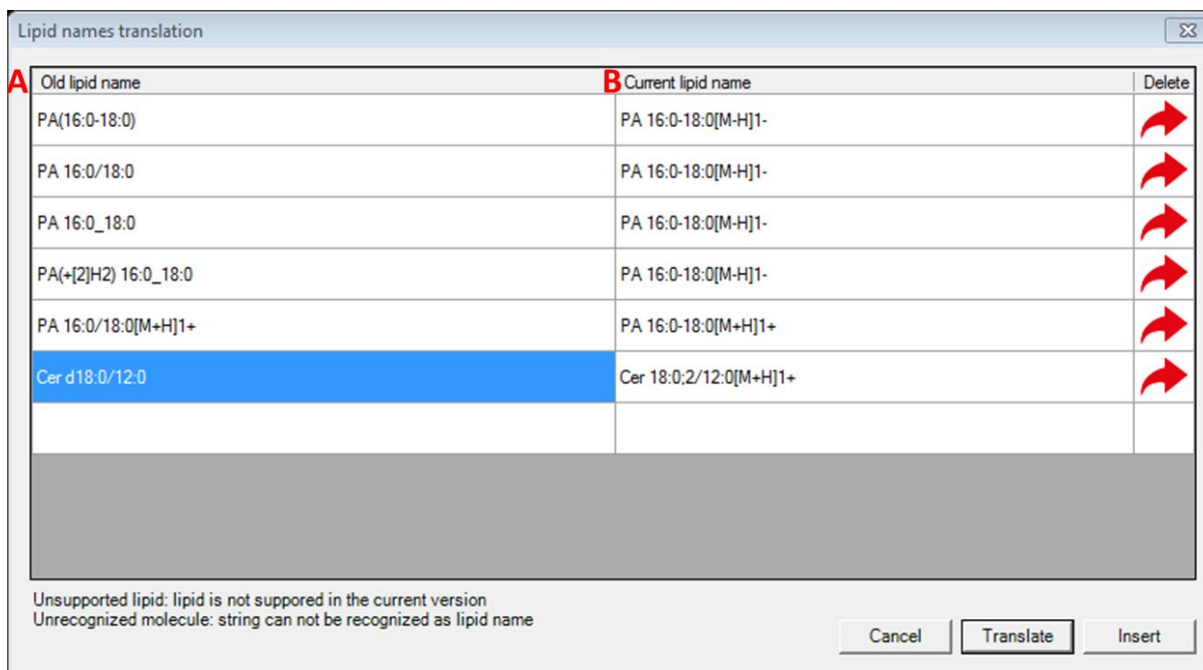 Lipid names translation
A Old lipid name B Current lipid name Delete
PA(16:0-18:0) PA 16:0-18:0[M-H]1-
PA 16:0/18:0 PA 16:0-18:0[M-H]1-
PA 16:0_18:0 PA 16:0-18:0[M-H]1-
PA(+[2]H2) 16:0_18:0 PA 16:0-18:0[M-H]1-
PA 16:0/18:0[M+H]1+ PA 16:0-18:0[M+H]1+
Cer d18:0/12:0 Cer 18:0;2/12:0[M+H]1+
Unsupported lipid: lipid is not suppored in the current version
Unrecognized molecule: string can not be recognized as lipid name
Cancel Translate Insert